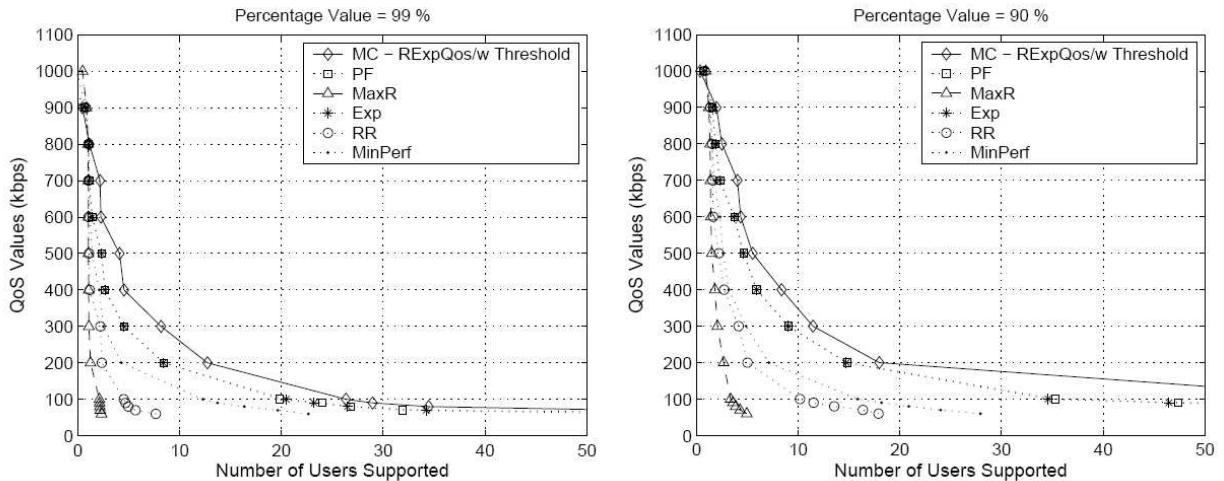 Percentage Value = 99 %
QoS Values (kbps)
1100
1000
900
800
700
600
500
400
300
200
100
0
MC − RExpQos/w Threshold
PF
MaxR
Exp
RR
MinPerf
0 10 20 30 40 50
Number of Users Supported
Percentage Value = 90 %
QoS Values (kbps)
1100
1000
900
800
700
600
500
400
300
200
100
0
MC − RExpQos/w Threshold
PF
MaxR
Exp
RR
MinPerf
0 10 20 30 40 50
Number of Users Supported